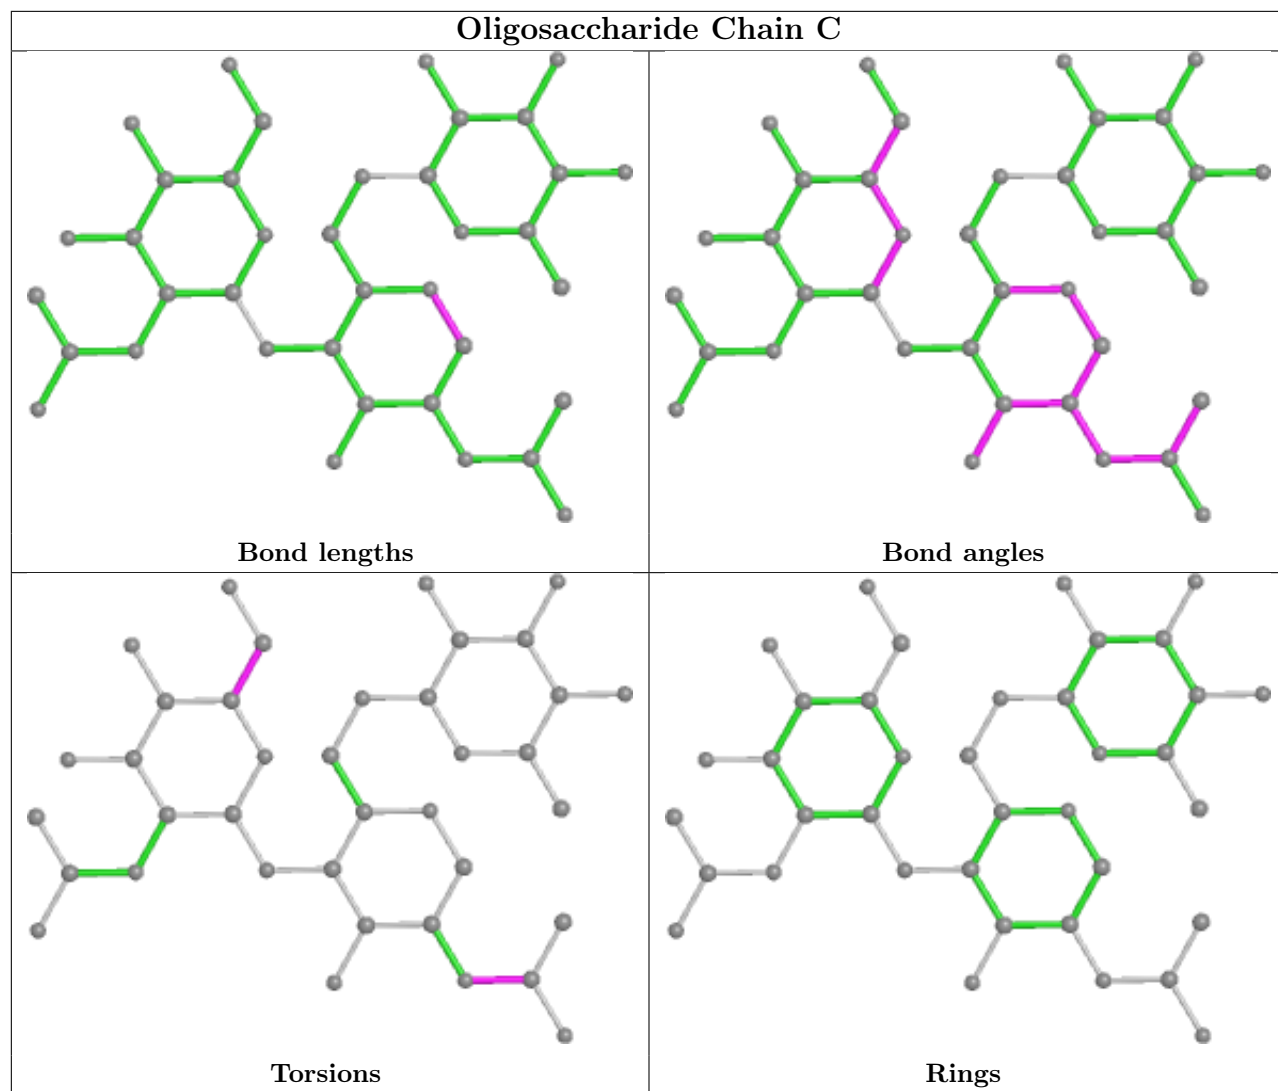 Oligosaccharide Chain C
Bond lengths
Bond angles
Torsions
Rings